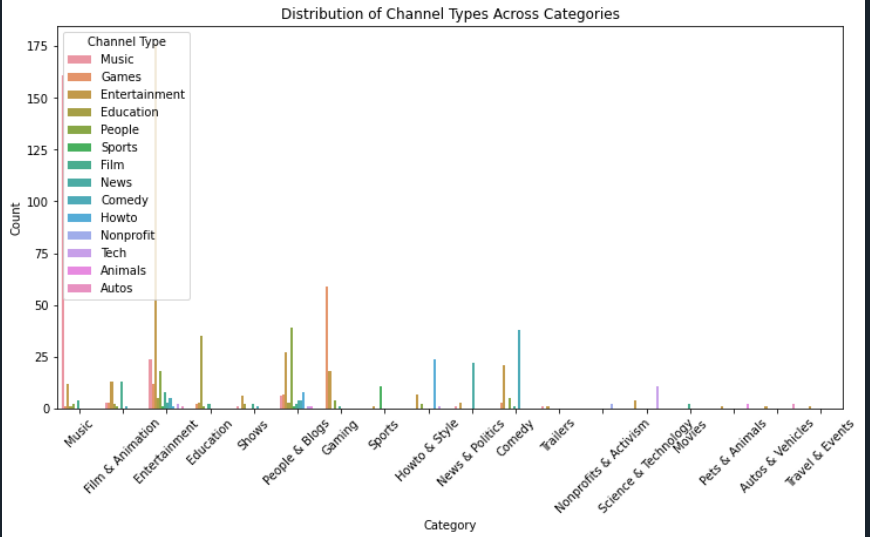 Distribution of Channel Types Across Categories
175
150
125
100
75
50
25
0
Count
Channel Type
Music
Games
Entertainment
Education
People
Sports
Film
News
Comedy
Howto
Nonprofit
Tech
Animals
Autos
Music
Film & Animation
Entertainment
Education
Shows
People & Blogs
Gaming
Sports
Howto & Style
News & Politics
Comedy
Trailers
Nonprofits & Activism
Science & Technology
Movies
Pets & Animals
Autos & Vehicles
Travel & Events
Category